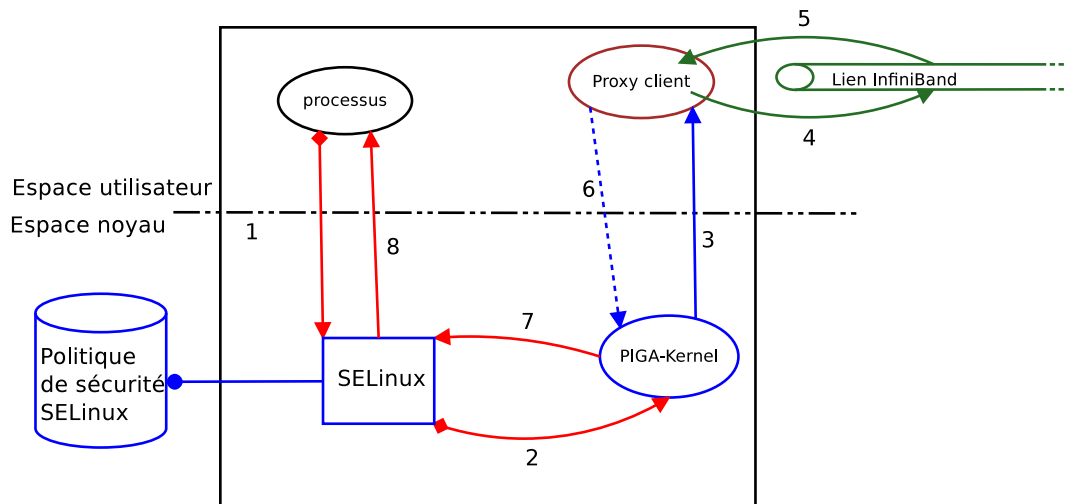 5
Proxy client
Lien InfiniBand
processus
4
Espace utilisateur
6
Espace noyau
1
8
3
7
Politique
de sécurité
SELinux
SELinux
PIGA-Kernel
2